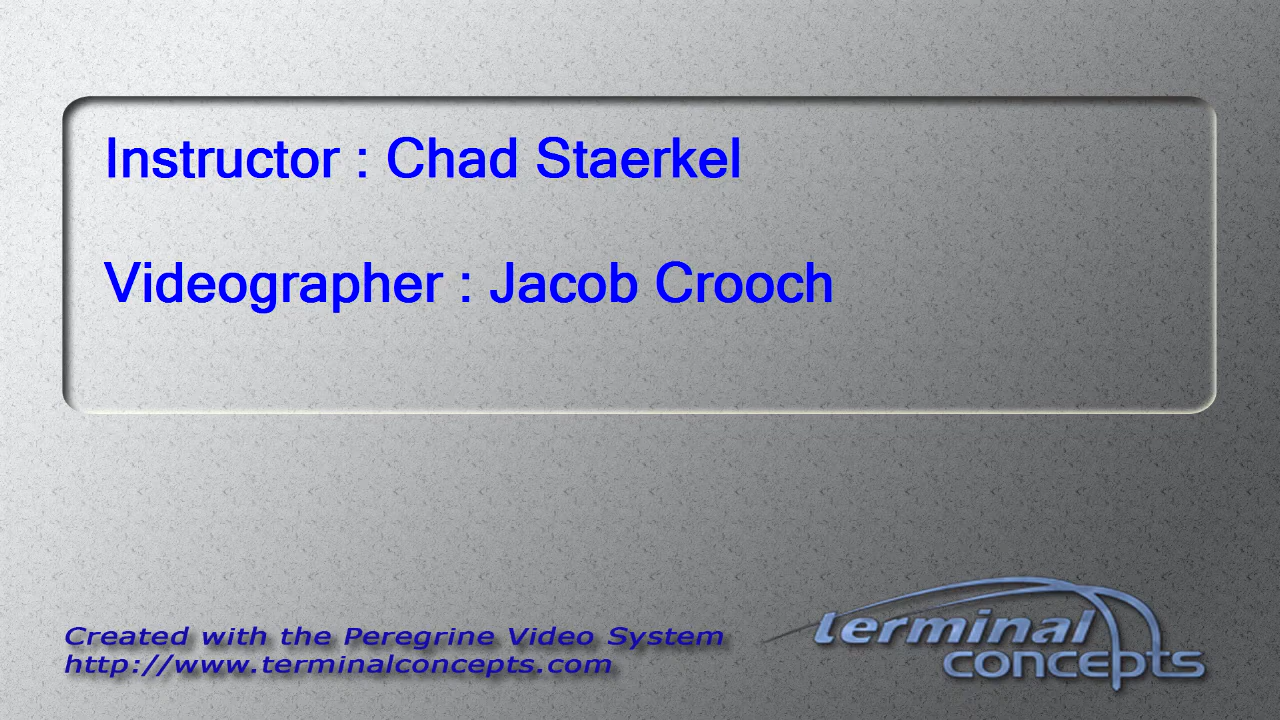 Instructor : Chad Staerkel
Videographer : Jacob Crooch
Created with the Peregrine Video System
http://www.terminalconcepts.com
terminal
concepts